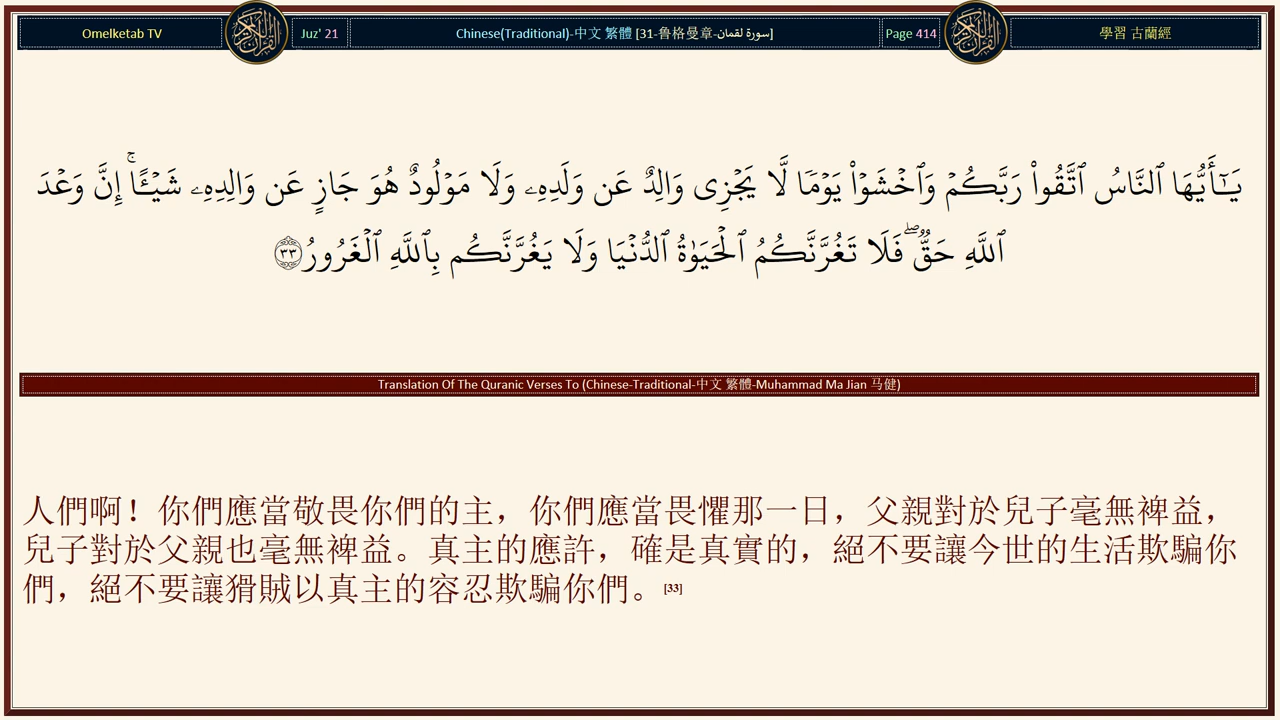 Omelketab TV
Juz' 21
Chinese(Traditional)-中文 繁體 [31-鲁格曼章-سورة لقمان]
Page 414
學習 古蘭經
يَـٰٓأَيُّهَا ٱلنَّاسُ ٱتَّقُوا۟ رَبَّكُمْ وَٱخْشَوْا۟ يَوْمًا لَّا يَجْزِى وَالِدٌ عَن وَلَدِهِۦ وَلَا مَوْلُودٌ هُوَ جَازٍ عَن وَالِدِهِۦ شَيْـًٔا ۚ إِنَّ وَعْدَ
ٱللَّهِ حَقٌّ ۖ فَلَا تَغُرَّنَّكُمُ ٱلْحَيَوٰةُ ٱلدُّنْيَا وَلَا يَغُرَّنَّكُم بِٱللَّهِ ٱلْغَرُورُ ٣٣
Translation Of The Quranic Verses To (Chinese-Traditional-中文 繁體-Muhammad Ma Jian 马健)
人們啊！你們應當敬畏你們的主，你們應當畏懼那一日，父親對於兒子毫無裨益，
兒子對於父親也毫無裨益。真主的應許，確是真實的，絕不要讓今世的生活欺騙你
們，絕不要讓猾賊以真主的容忍欺騙你們。[33]